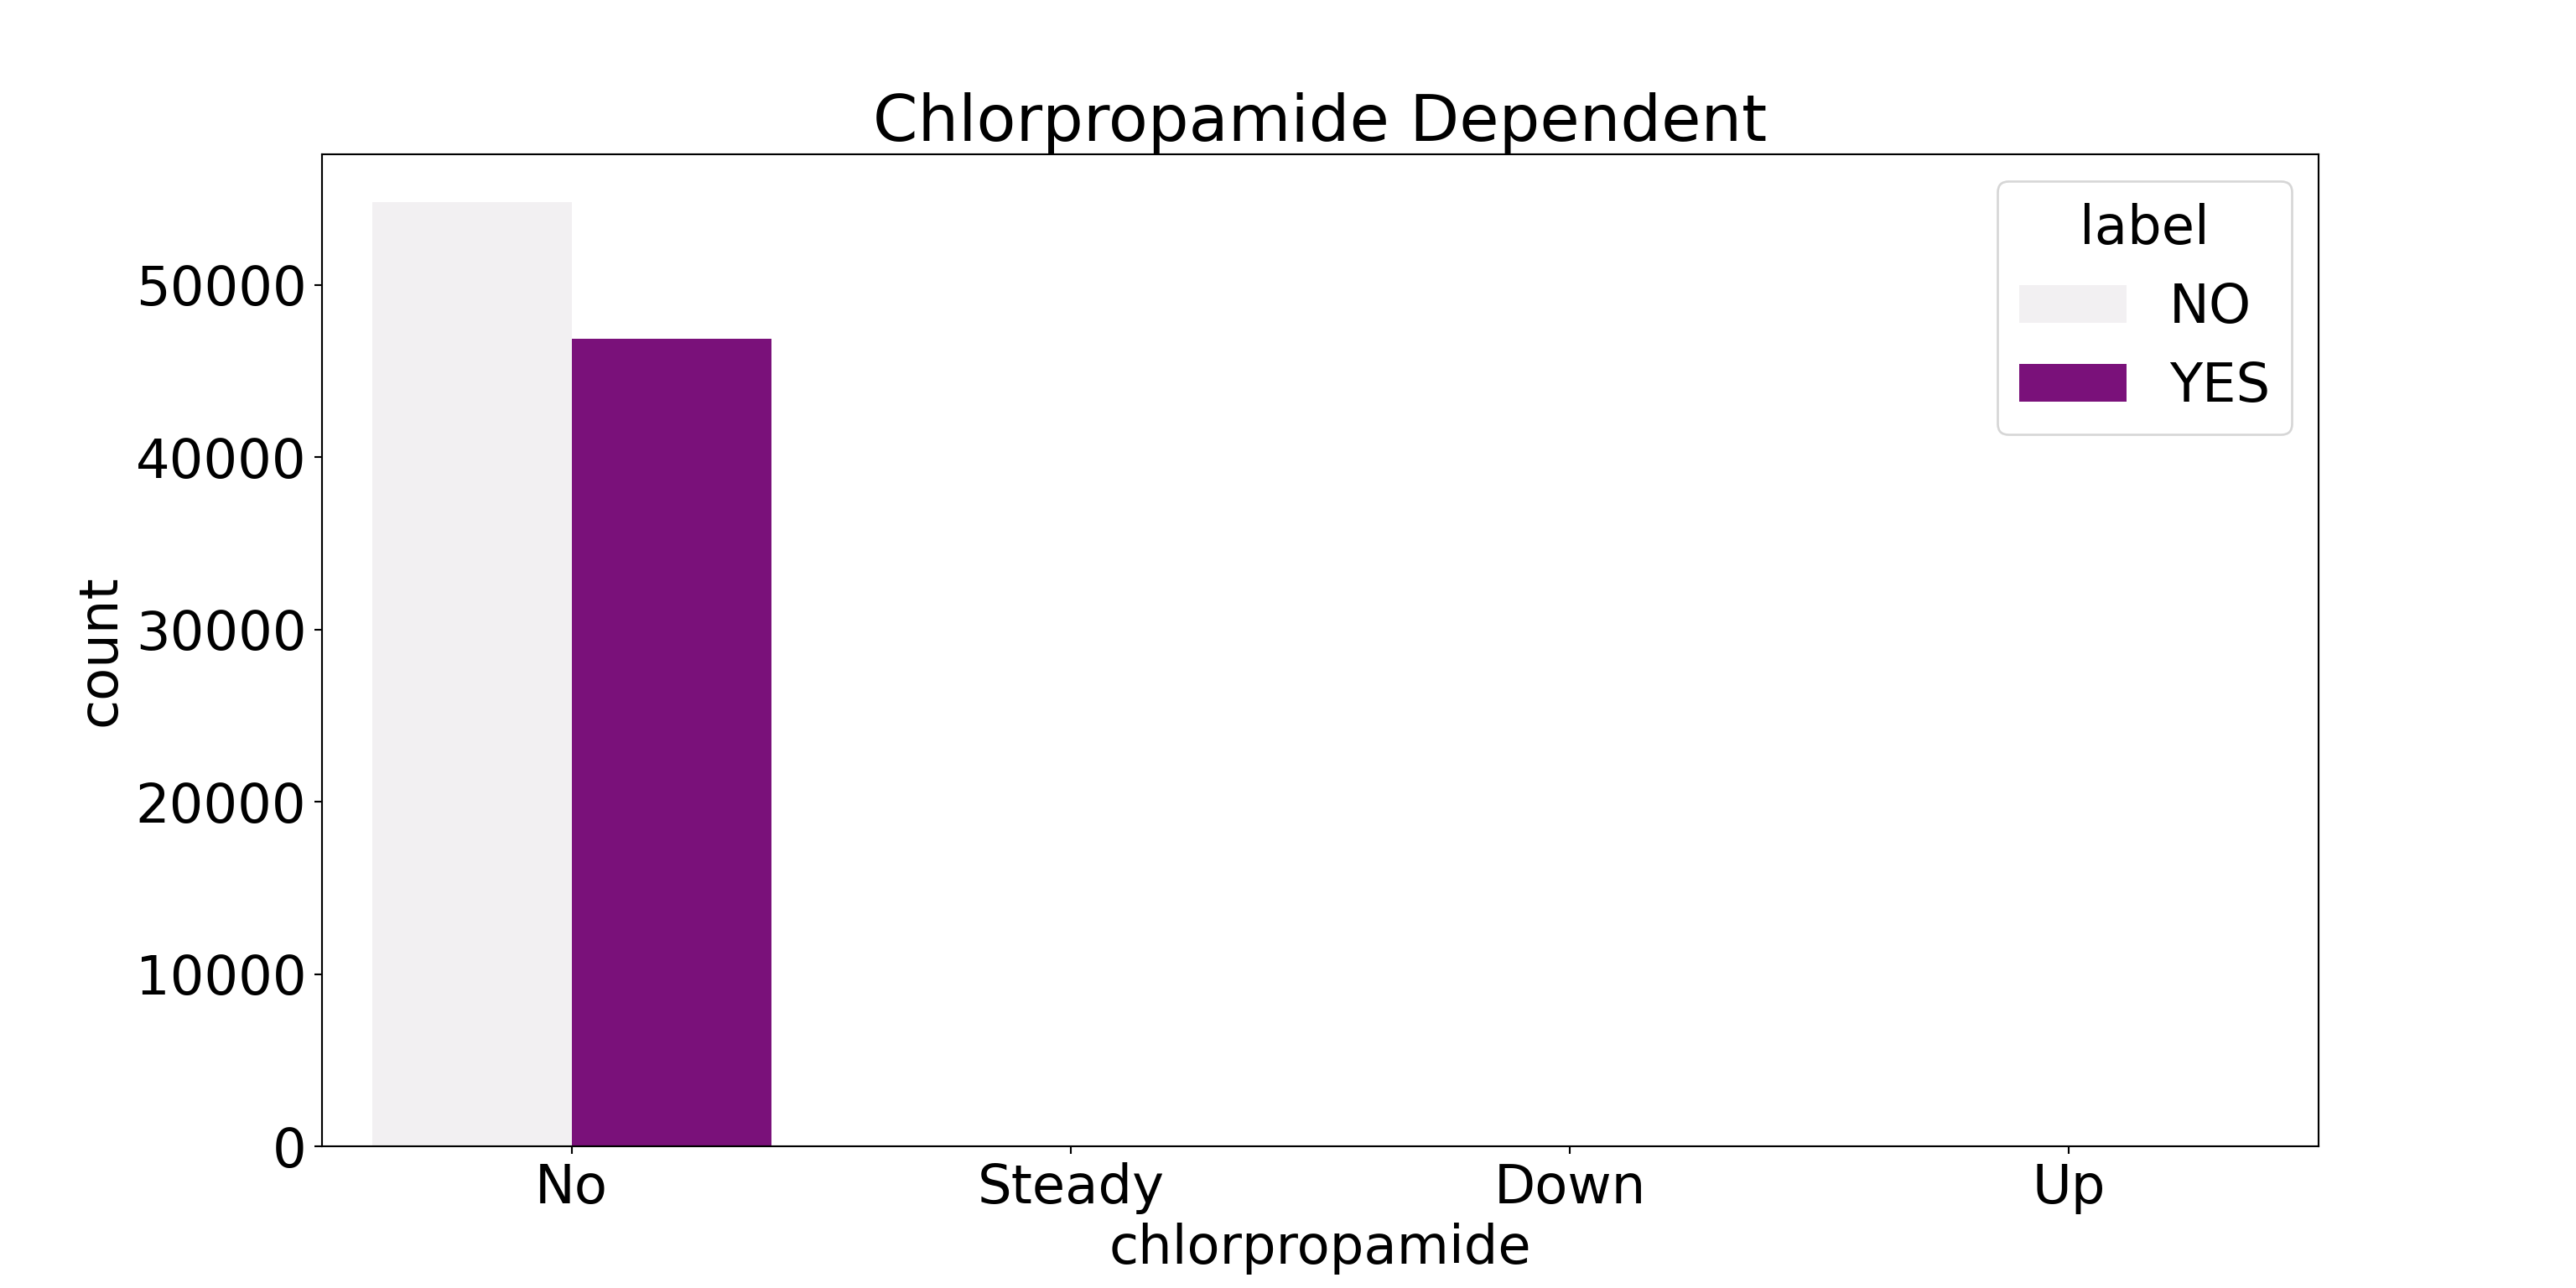 Chlorpropamide Dependent
label
NO
YES
50000
40000
30000
20000
10000
0
count
No Steady Down Up
chlorpropamide